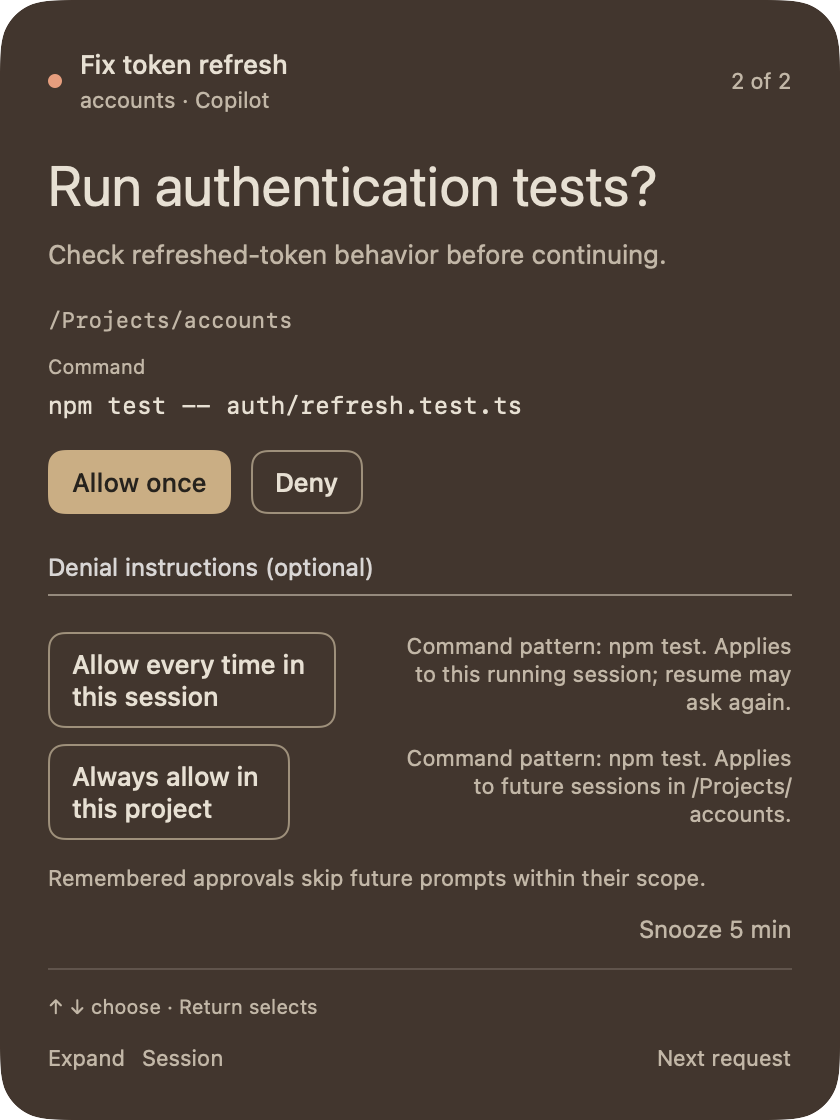 Fix token refresh
accounts · Copilot
2 of 2
Run authentication tests?
Check refreshed-token behavior before continuing.
/Projects/accounts
Command
npm test -- auth/refresh.test.ts
Allow once
Deny
Denial instructions (optional)
Allow every time in
this session
Command pattern: npm test. Applies
to this running session; resume may
ask again.
Always allow in
this project
Command pattern: npm test. Applies
to future sessions in /Projects/
accounts.
Remembered approvals skip future prompts within their scope.
Snooze 5 min
↑ ↓ choose · Return selects
Expand
Session
Next request